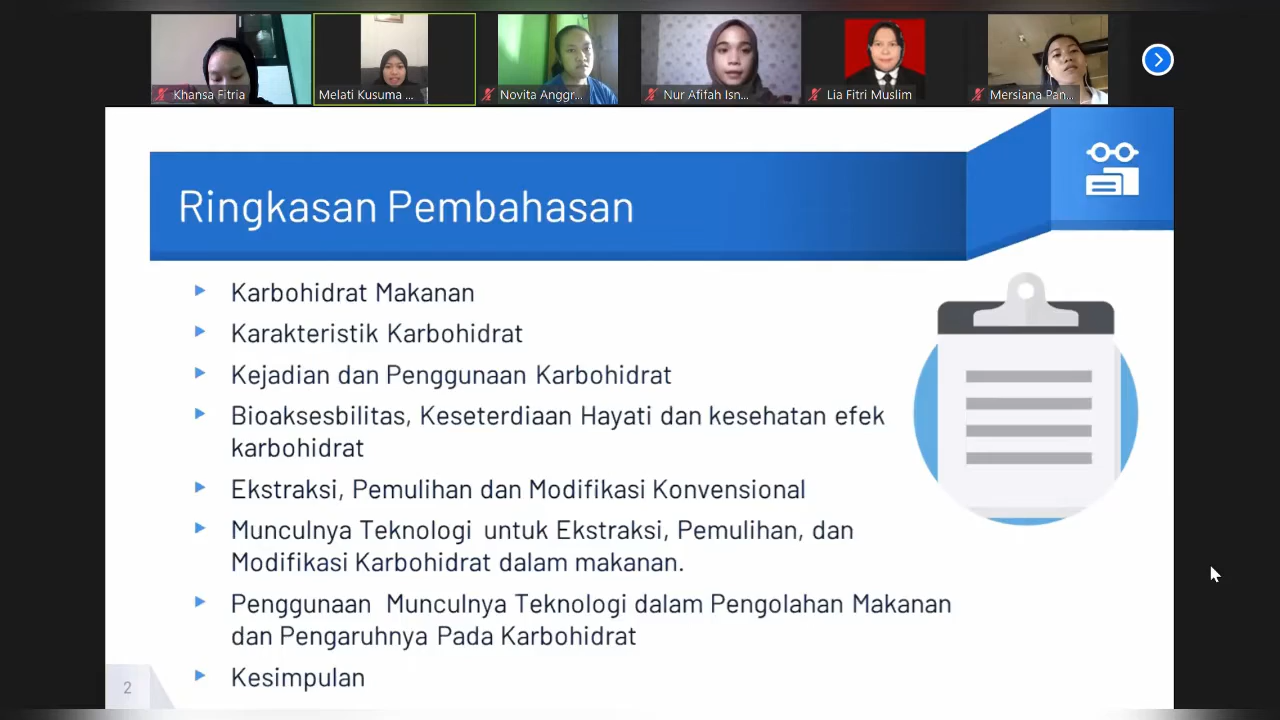 Khansa Fitria
Melati Kusuma ...
Novita Anggr...
Nur Afifah Isn...
Lia Fitri Muslim
Mersiana Pan...
Ringkasan Pembahasan
Karbohidrat Makanan
Karakteristik Karbohidrat
Kejadian dan Penggunaan Karbohidrat
Bioaksesbilitas, Keseterdiaan Hayati dan kesehatan efek
karbohidrat
Ekstraksi, Pemulihan dan Modifikasi Konvensional
Munculnya Teknologi untuk Ekstraksi, Pemulihan, dan
Modifikasi Karbohidrat dalam makanan.
Penggunaan Munculnya Teknologi dalam Pengolahan Makanan
dan Pengaruhnya Pada Karbohidrat
Kesimpulan
2